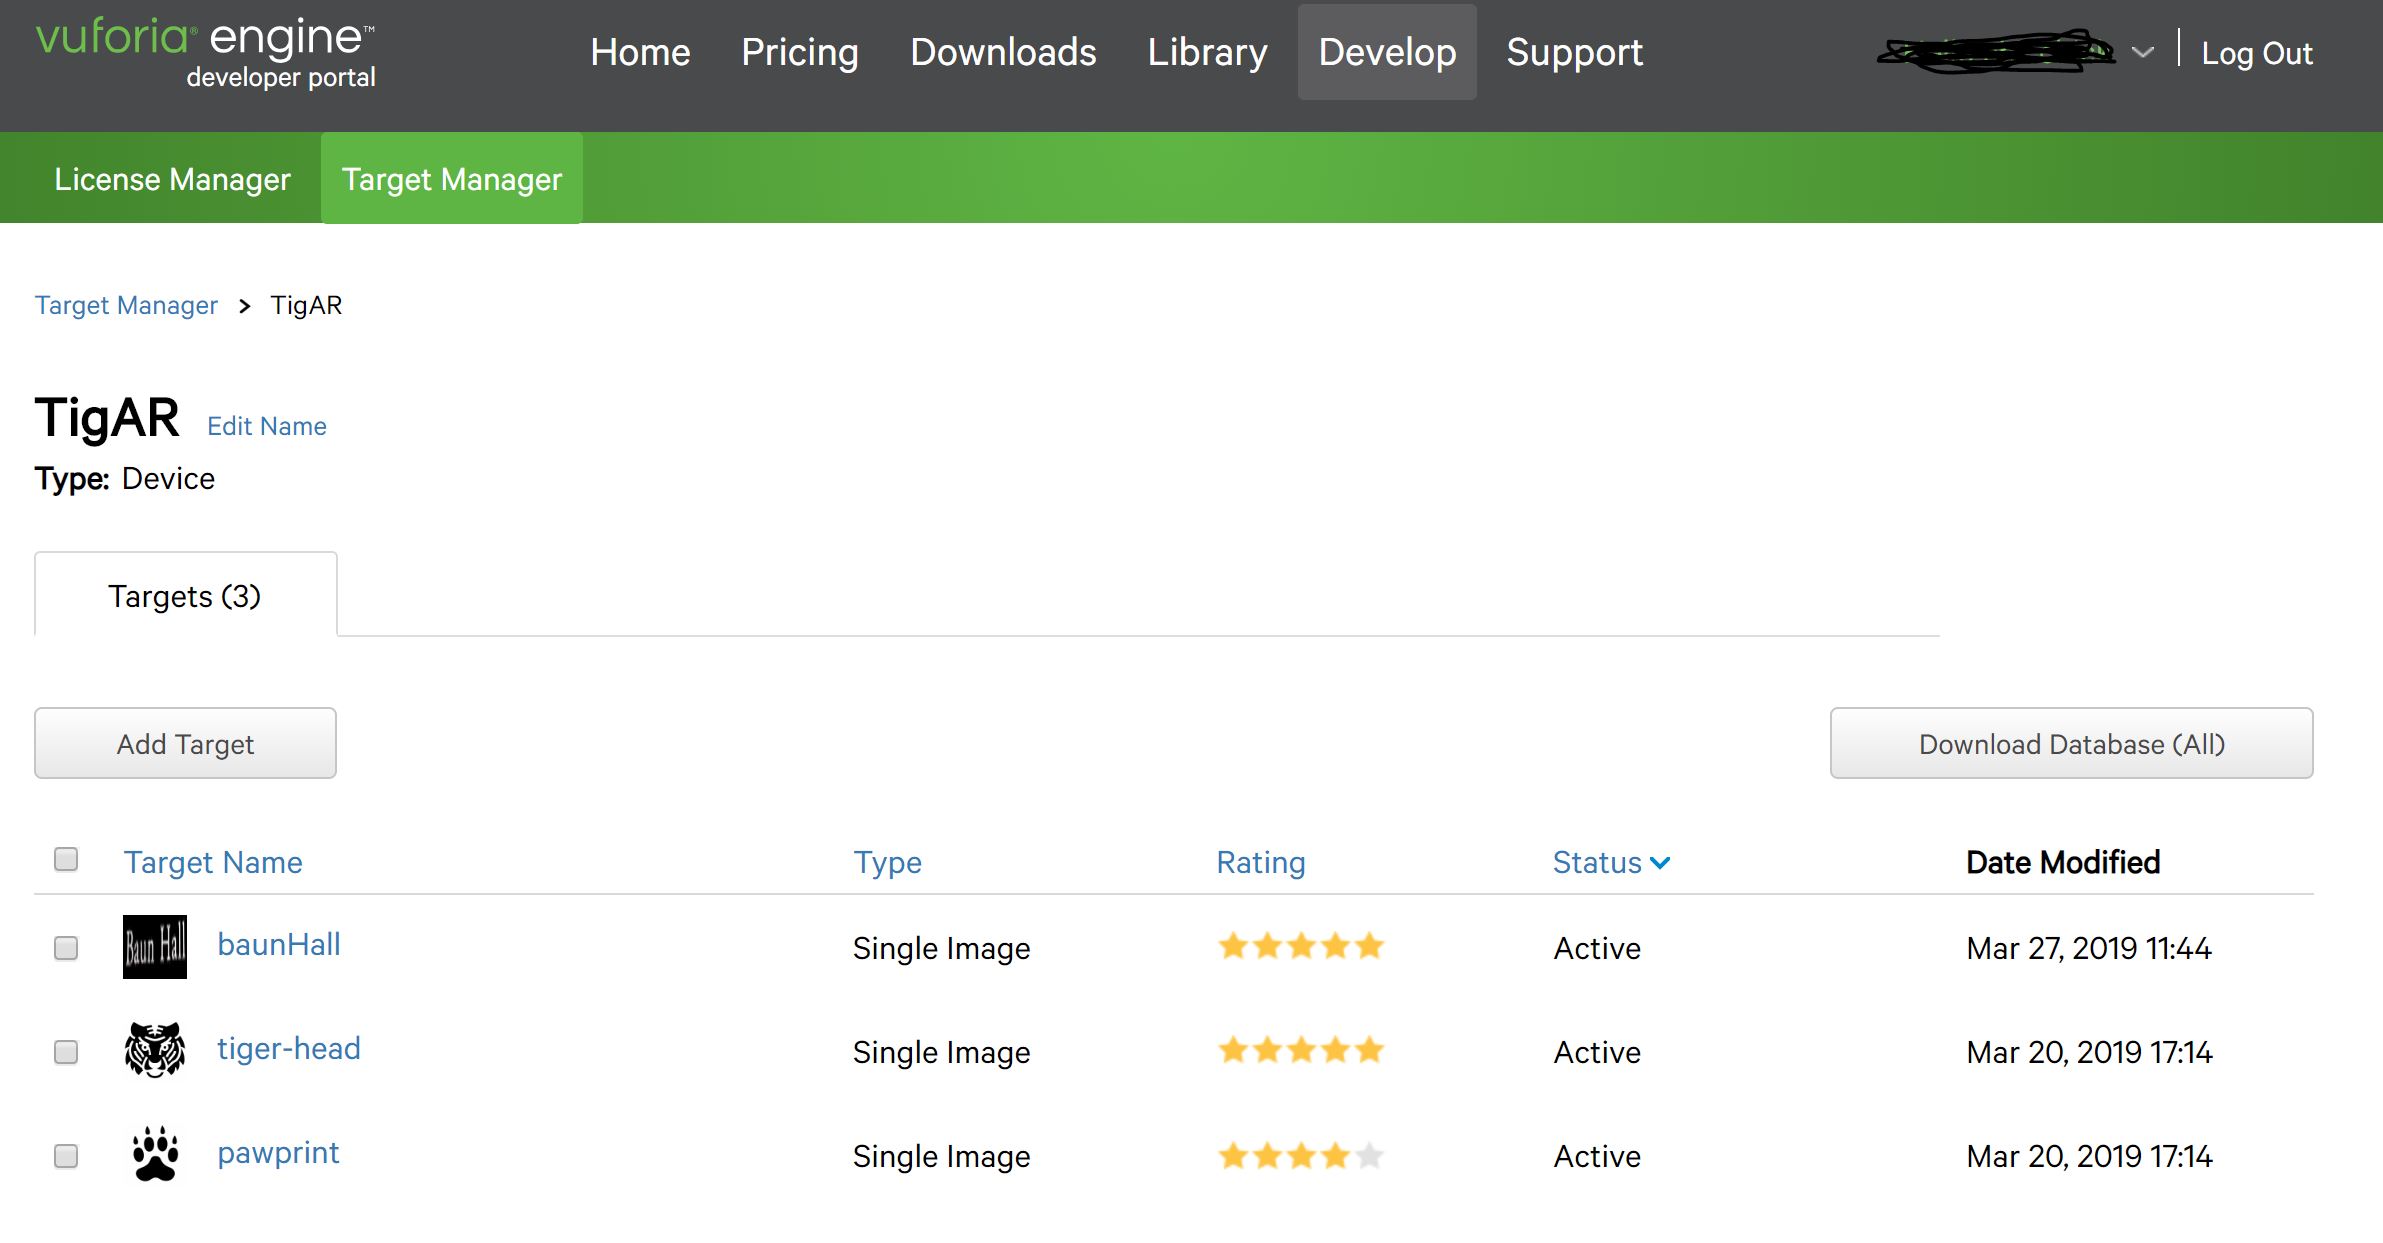 vuforia® engine™
developer portal
Home Pricing Downloads Library Develop Support Log Out
License Manager Target Manager
Target Manager > TigAR
TigAR Edit Name
Type: Device
Targets (3)
Add Target Download Database (All)
Target Name Type Rating Status Date Modified
Baun Hall baunHall Single Image Active Mar 27, 2019 11:44
tiger-head Single Image Active Mar 20, 2019 17:14
pawprint Single Image Active Mar 20, 2019 17:14